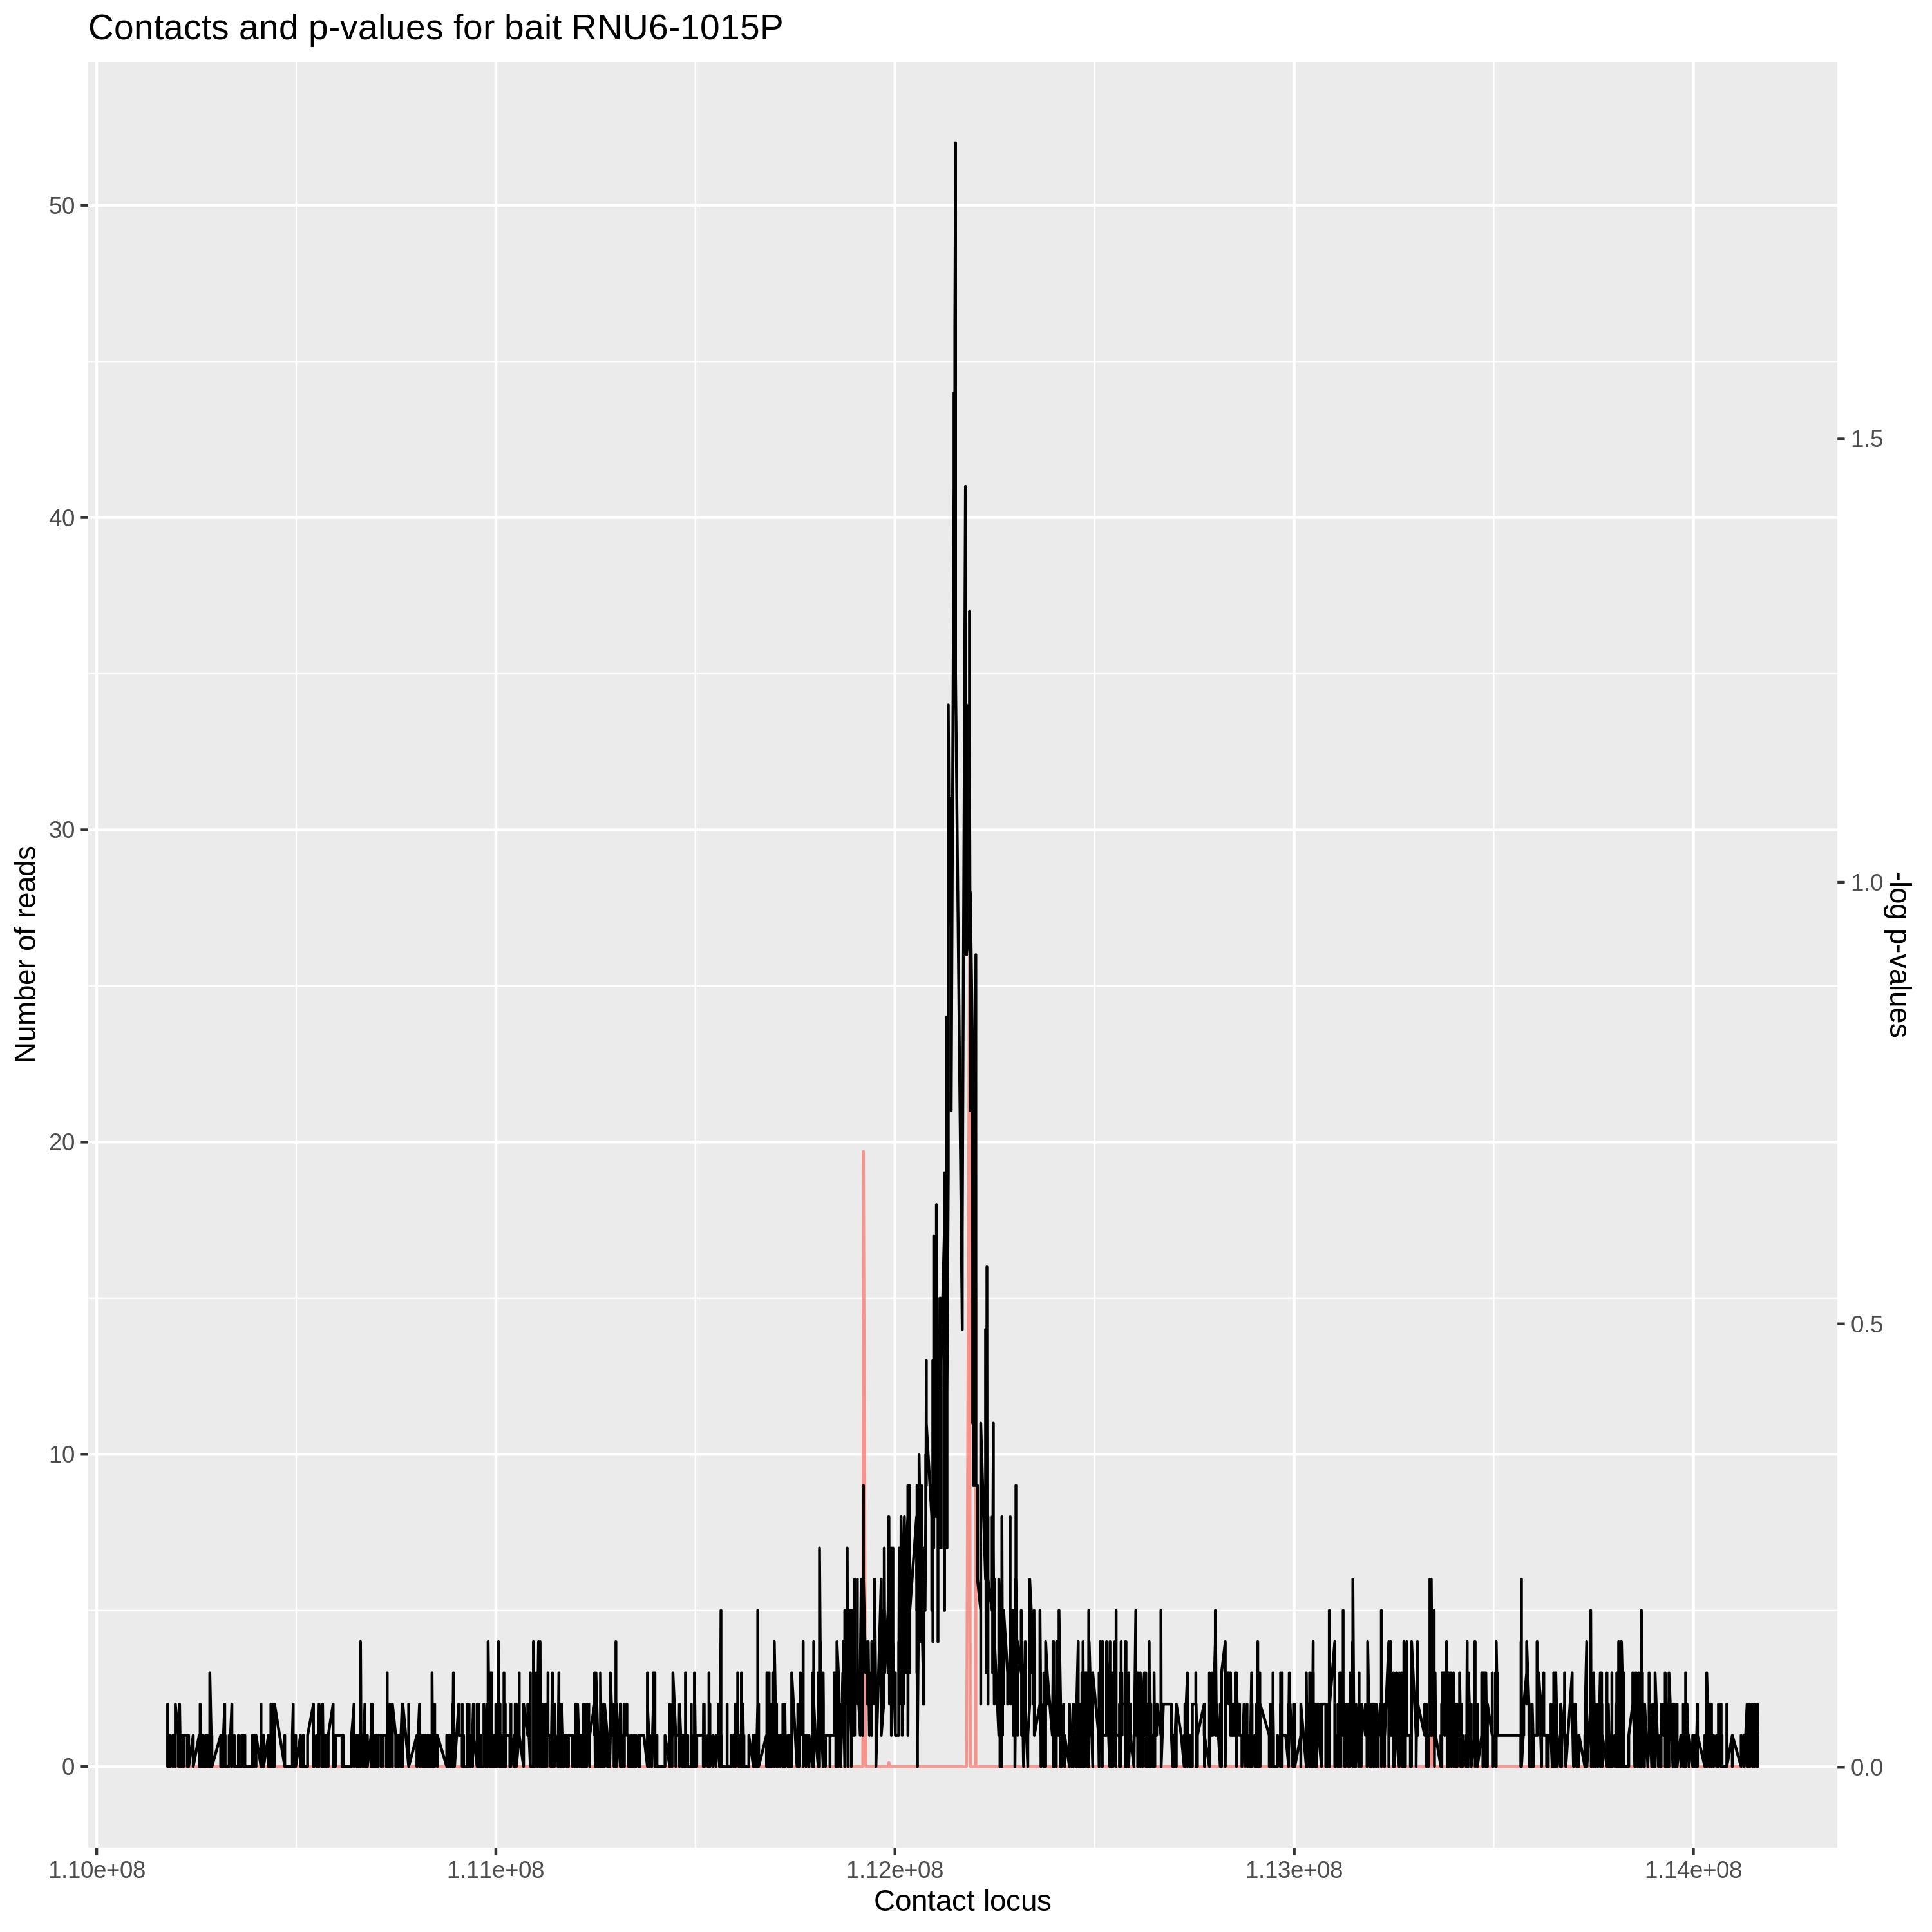 Contacts and p-values for bait RNU6-1015P
50
40
30
20
10
0
Number of reads
1.5
1.0
0.5
0.0
-log p-values
1.10e+08
1.11e+08
1.12e+08
1.13e+08
1.14e+08
Contact locus